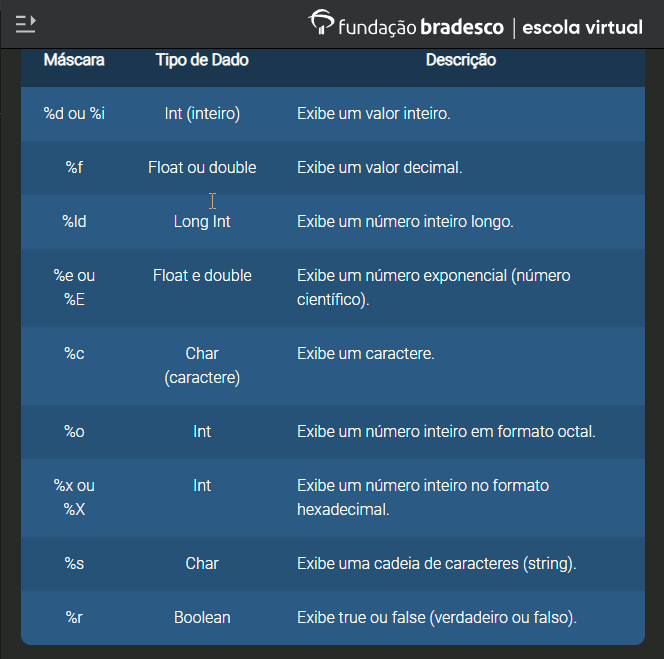 fundação bradesco | escola virtual
Máscara Tipo de Dado Descrição
%d ou %i Int (inteiro) Exibe um valor inteiro.
%f Float ou double Exibe um valor decimal.
%ld Long Int Exibe um número inteiro longo.
%e ou Float e double Exibe um número exponencial (número
%E científico).
%c Char Exibe um caractere.
(caractere)
%o Int Exibe um número inteiro em formato octal.
%x ou Int Exibe um número inteiro no formato
%X hexadecimal.
%s Char Exibe uma cadeia de caracteres (string).
%r Boolean Exibe true ou false (verdadeiro ou falso).